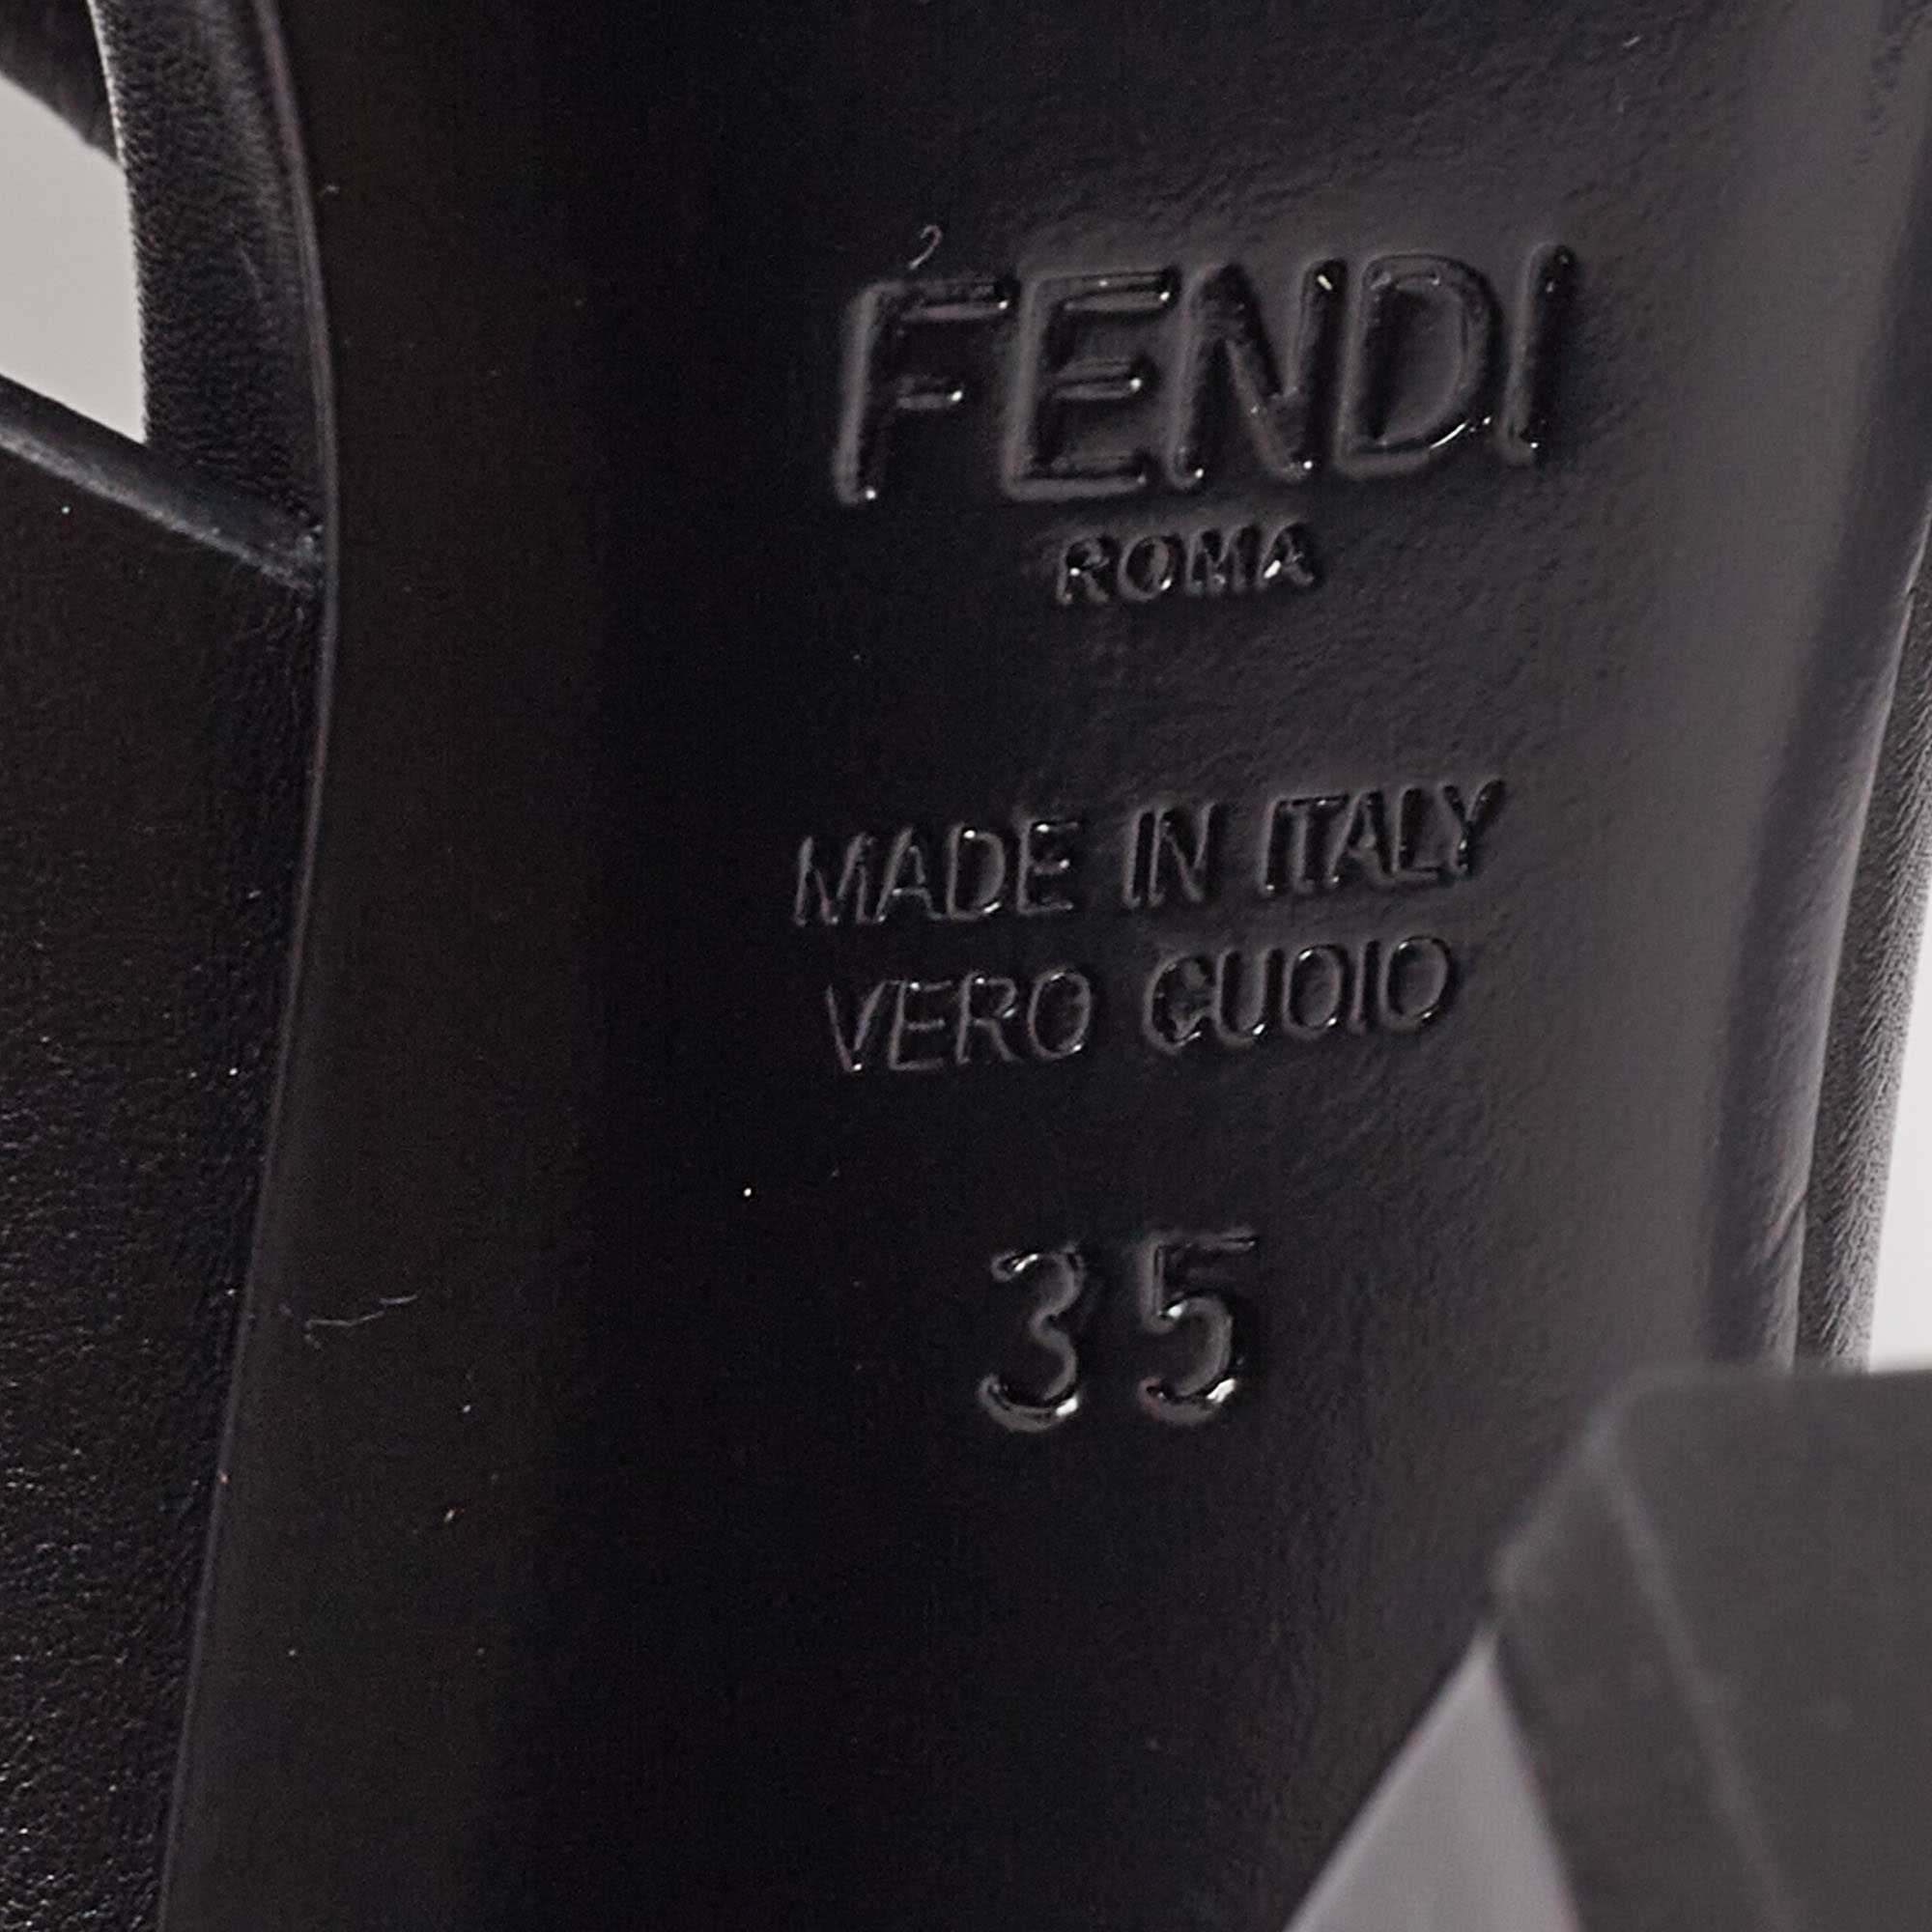 FENDI
ROMA
MADE IN ITALY
VERO CUOIO
35